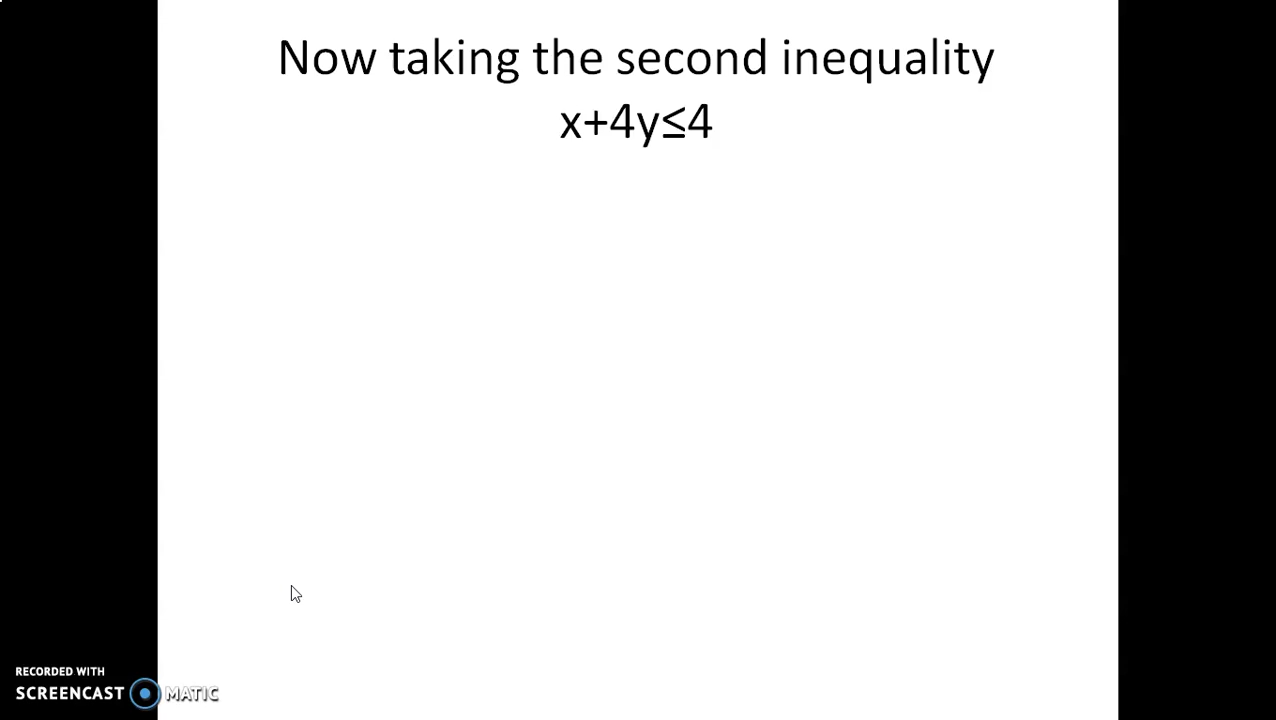 Now taking the second inequality
x+4y≤4
RECORDED WITH
SCREENCAST MATIC